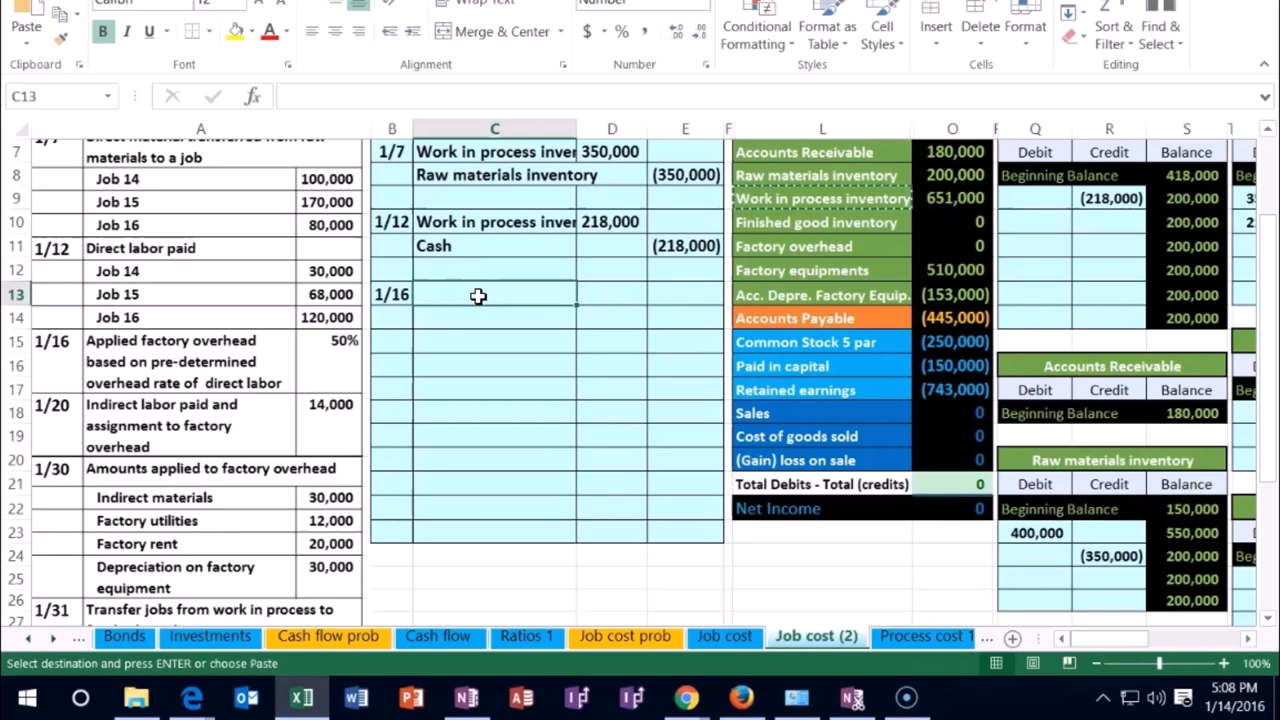 Calibri 12 Wrap Text Number
Paste B I U Merge & Center $ % , Conditional Formatting Format as Table Cell Styles Insert Delete Format Sort & Filter Find & Select
Clipboard Font Alignment Number Styles Cells Editing
C13 fx
A B C D E F L O F Q R S
7 1/7 Direct material transferred from raw materials to a job 1/7 Work in process inver 350,000 Accounts Receivable 180,000 Debit Credit Balance
8 Job 14 100,000 Raw materials inventory (350,000) Raw materials inventory 200,000 Beginning Balance 418,000 Be
9 Job 15 170,000 Work in process inventory 651,000 (218,000) 200,000 3
10 Job 16 80,000 1/12 Work in process inver 218,000 Finished good inventory 0 200,000 2
11 1/12 Direct labor paid Cash (218,000) Factory overhead 0 200,000
12 Job 14 30,000 Factory equipments 510,000 200,000
13 Job 15 68,000 1/16 Acc. Depre. Factory Equip. (153,000) 200,000
14 Job 16 120,000 Accounts Payable (445,000) 200,000
15 1/16 Applied factory overhead 50% Common Stock 5 par (250,000)
16 based on pre-determined Paid in capital (150,000) Accounts Receivable
17 overhead rate of direct labor Retained earnings (743,000) Debit Credit Balance
18 1/20 Indirect labor paid and 14,000 Sales 0 Beginning Balance 180,000
19 assignment to factory overhead Cost of goods sold 0
20 1/30 Amounts applied to factory overhead (Gain) loss on sale 0 Raw materials inventory
21 Indirect materials 30,000 Total Debits - Total (credits) 0 Debit Credit Balance
22 Factory utilities 12,000 Net Income 0 Beginning Balance 150,000
23 Factory rent 20,000 400,000 550,000
24 Depreciation on factory equipment 30,000 (350,000) 200,000 Be
25 200,000
26 1/31 Transfer jobs from work in process to 200,000
27
... Bonds Investments Cash flow prob Cash flow Ratios 1 Job cost prob Job cost Job cost (2) Process cost 1 ...
Select destination and press ENTER or choose Paste 100%
5:08 PM
1/14/2016